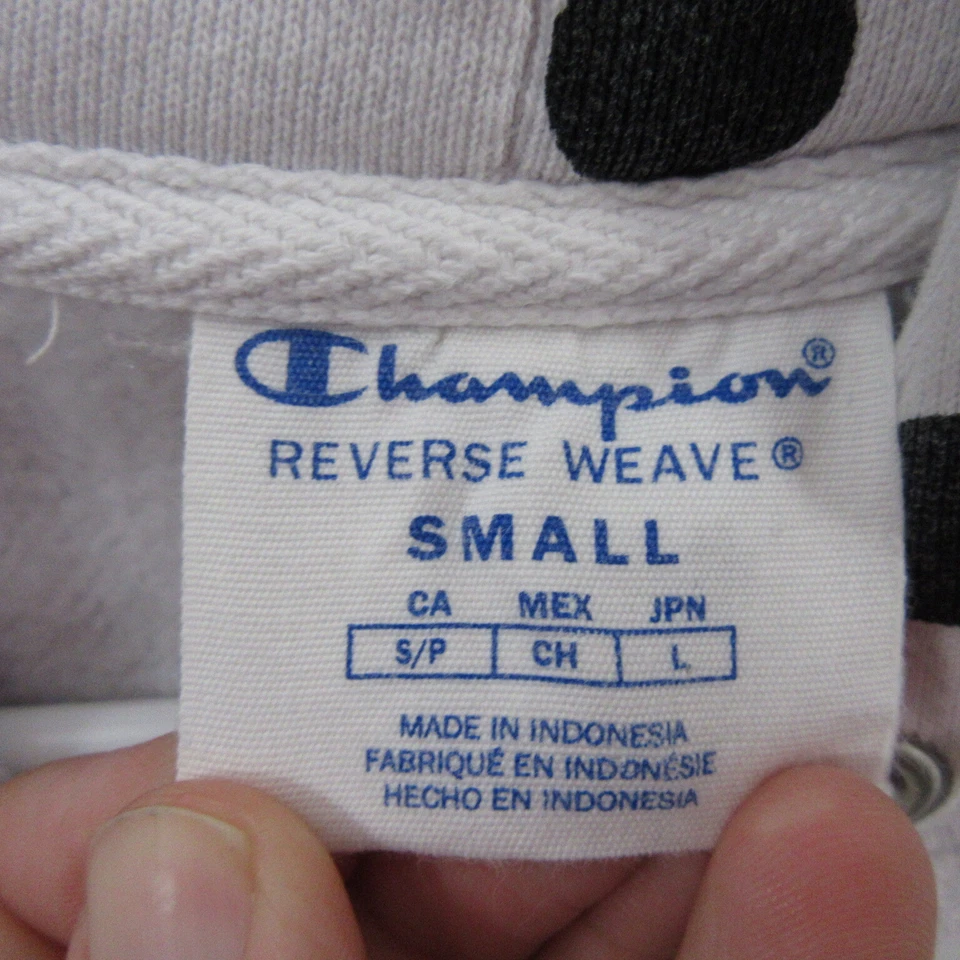 Champion®
REVERSE WEAVE®
SMALL
CA MEX JPN
S/P CH L
MADE IN INDONESIA
FABRIQUÉ EN INDONÉSIE
HECHO EN INDONESIA